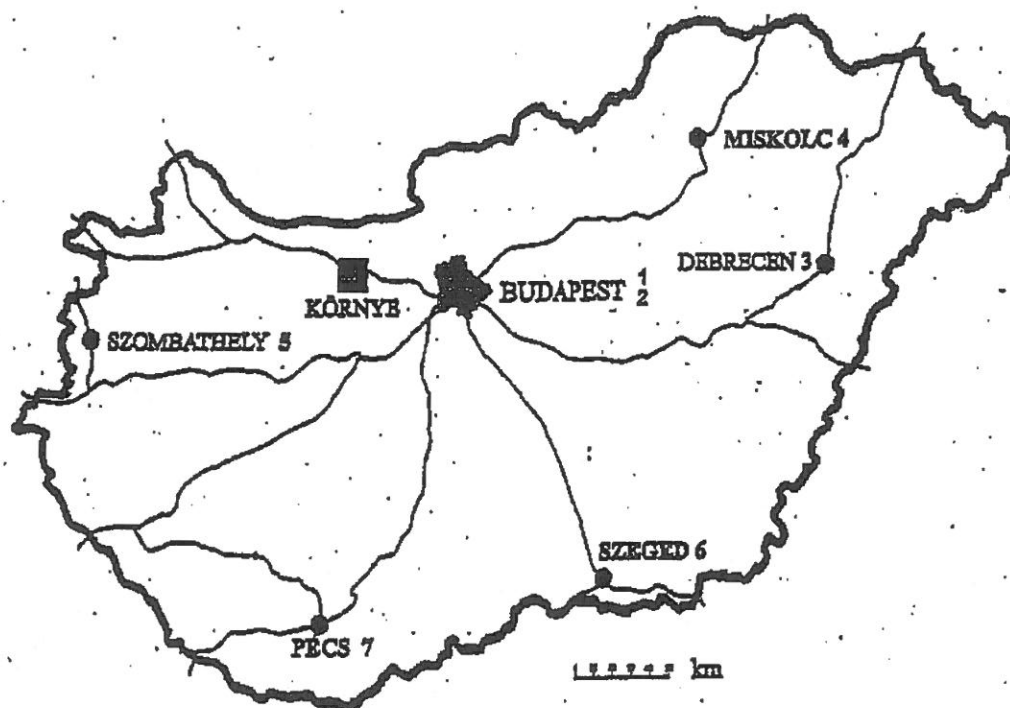 MISKOLC 4
DEBRECEN 3
BUDAPEST 1
2
KÖRNYE
SZOMBATHELY 5
SZEGED 6
PÉCS 7
km